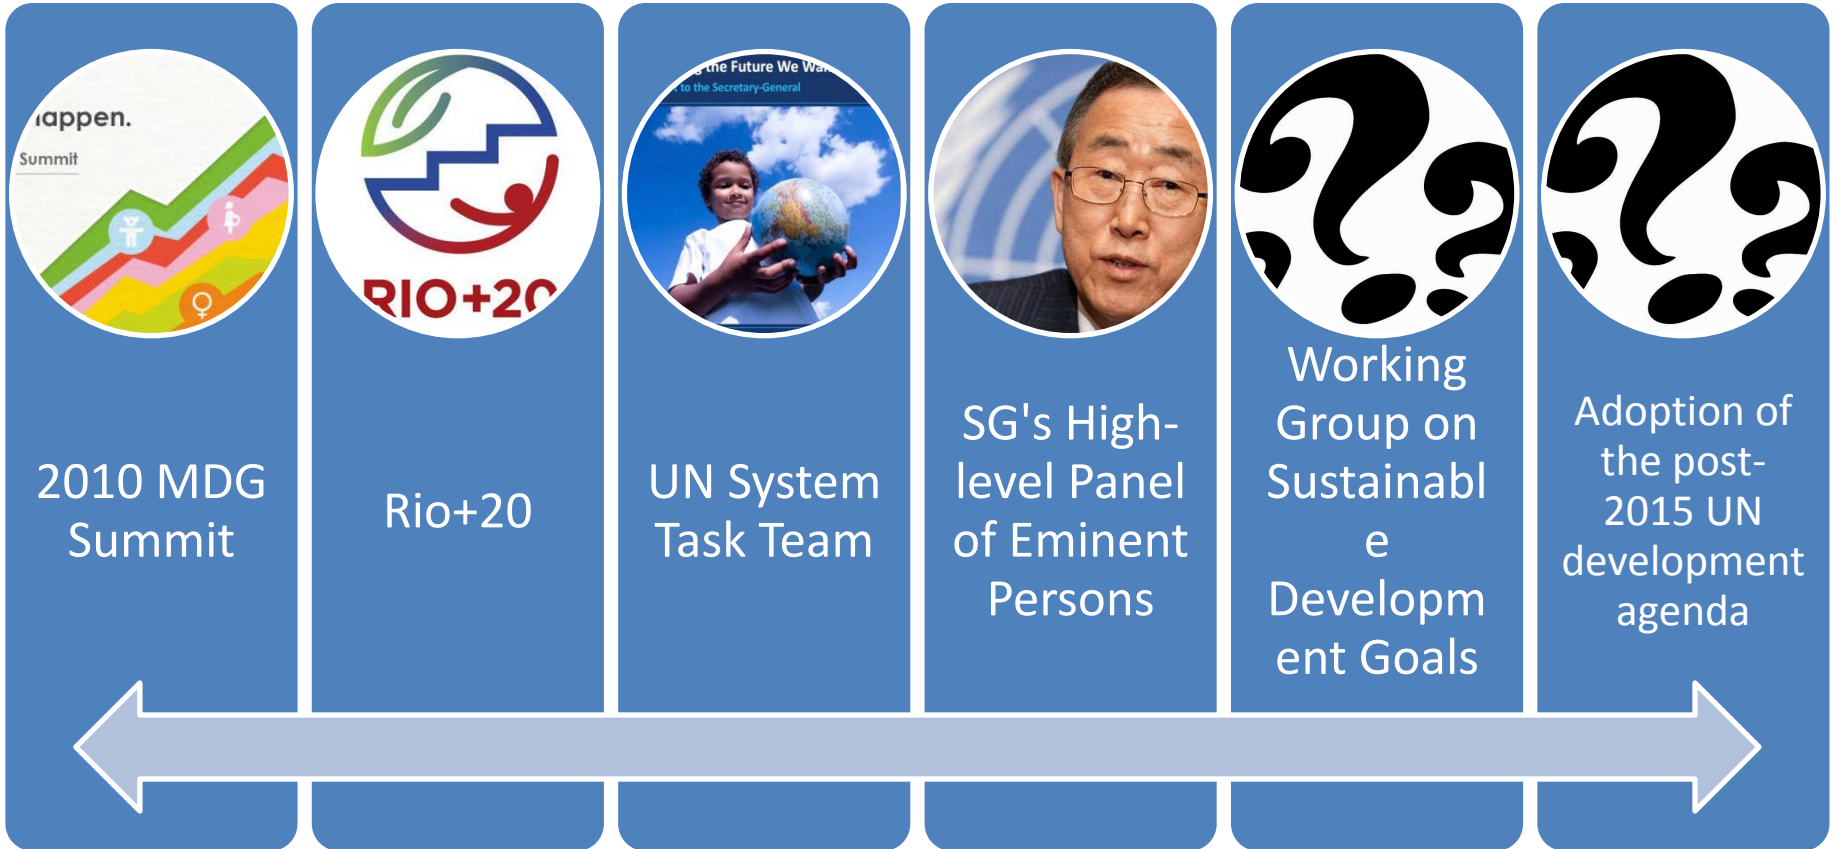 happen.
Summit
RIO+20
the Future We
to the Secretary-General
2010 MDG
Summit
Rio+20
UN System
Task Team
SG's High-
level Panel
of Eminent
Persons
Working
Group on
Sustainabl
e
Developm
ent Goals
Adoption of
the post-
2015 UN
development
agenda